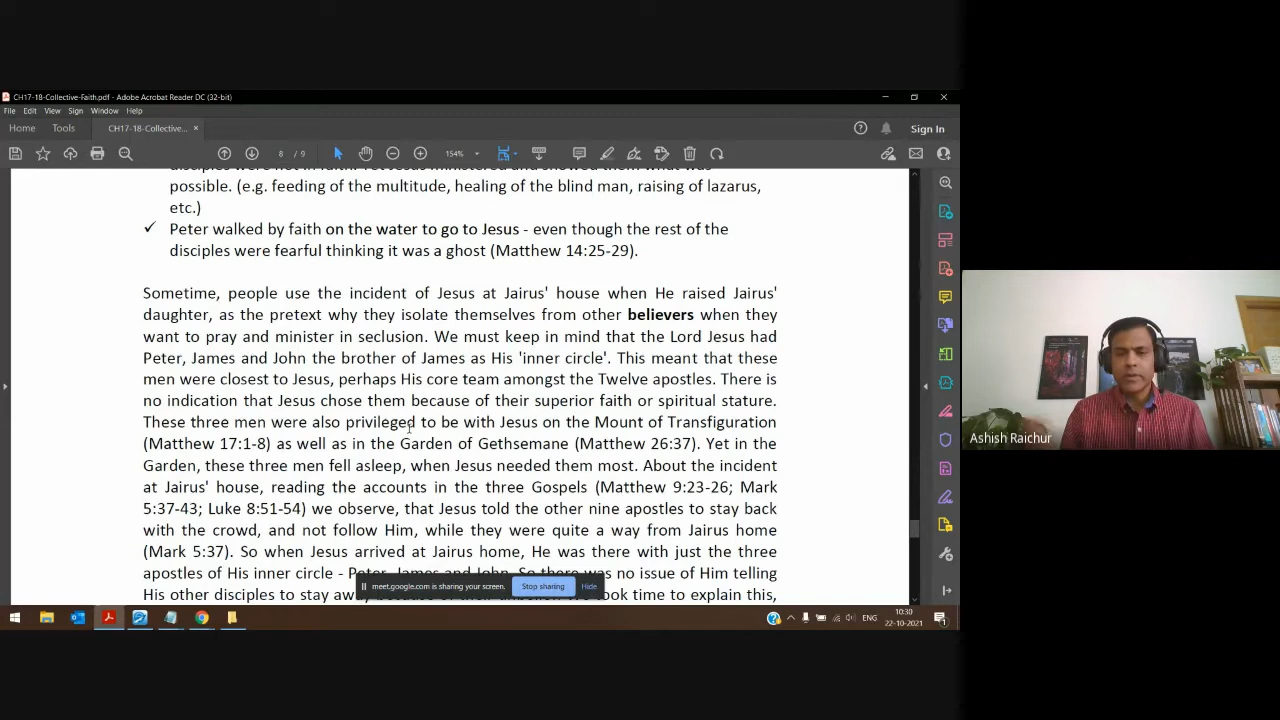 CH17-18-Collective-Faith.pdf - Adobe Acrobat Reader DC (32-bit)
File Edit View Sign Window Help
Home Tools CH17-18-Collective... × Sign In
8 / 9 154%
possible. (e.g. feeding of the multitude, healing of the blind man, raising of lazarus,
etc.)
✓ Peter walked by faith on the water to go to Jesus - even though the rest of the
disciples were fearful thinking it was a ghost (Matthew 14:25-29).
Sometime, people use the incident of Jesus at Jairus' house when He raised Jairus'
daughter, as the pretext why they isolate themselves from other believers when they
want to pray and minister in seclusion. We must keep in mind that the Lord Jesus had
Peter, James and John the brother of James as His 'inner circle'. This meant that these
men were closest to Jesus, perhaps His core team amongst the Twelve apostles. There is
no indication that Jesus chose them because of their superior faith or spiritual stature.
These three men were also privileged to be with Jesus on the Mount of Transfiguration
(Matthew 17:1-8) as well as in the Garden of Gethsemane (Matthew 26:37). Yet in the
Garden, these three men fell asleep, when Jesus needed them most. About the incident
at Jairus' house, reading the accounts in the three Gospels (Matthew 9:23-26; Mark
5:37-43; Luke 8:51-54) we observe, that Jesus told the other nine apostles to stay back
with the crowd, and not follow Him, while they were quite a way from Jairus home
(Mark 5:37). So when Jesus arrived at Jairus home, He was there with just the three
apostles of His inner circle - Peter, James and John. So there was no issue of Him telling
His other disciples to stay away took time to explain this,
meet.google.com is sharing your screen. Stop sharing Hide
Ashish Raichur
ENG
10:30
22-10-2021